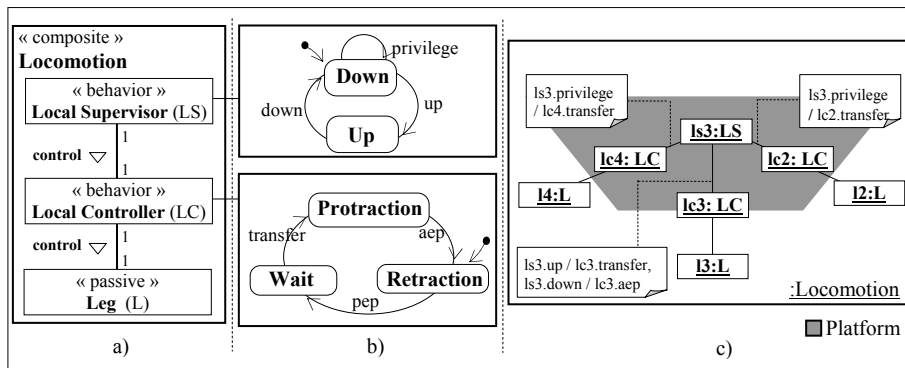 « composite »
Locomotion
« behavior »
Local Supervisor (LS)
1
control
1
« behavior »
Local Controller (LC)
1
control
1
« passive »
Leg (L)
a)
privilege
Down
down
up
Up
Protraction
transfer
aep
Wait
Retraction
pep
b)
ls3.privilege
/ lc4.transfer
ls3.privilege
/ lc2.transfer
ls3:LS
lc4: LC
lc2: LC
l4:L
lc3: LC
l2:L
ls3.up / lc3.transfer,
ls3.down / lc3.aep
l3:L
:Locomotion
Platform
c)